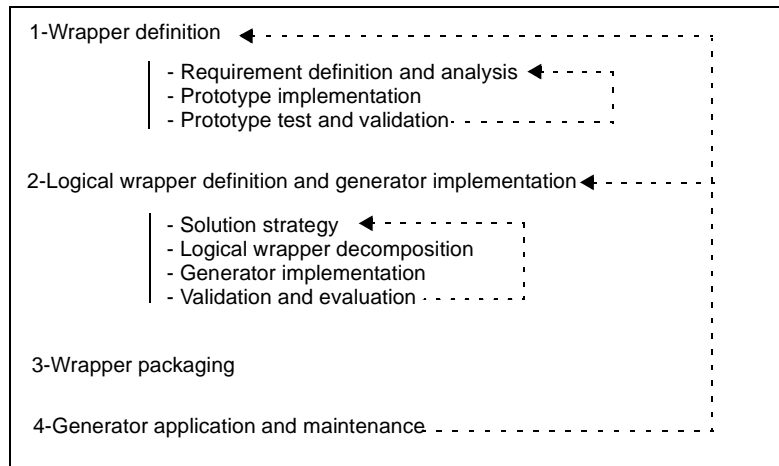 1-Wrapper definition
- Requirement definition and analysis
- Prototype implementation
- Prototype test and validation
2-Logical wrapper definition and generator implementation
- Solution strategy
- Logical wrapper decomposition
- Generator implementation
- Validation and evaluation
3-Wrapper packaging
4-Generator application and maintenance